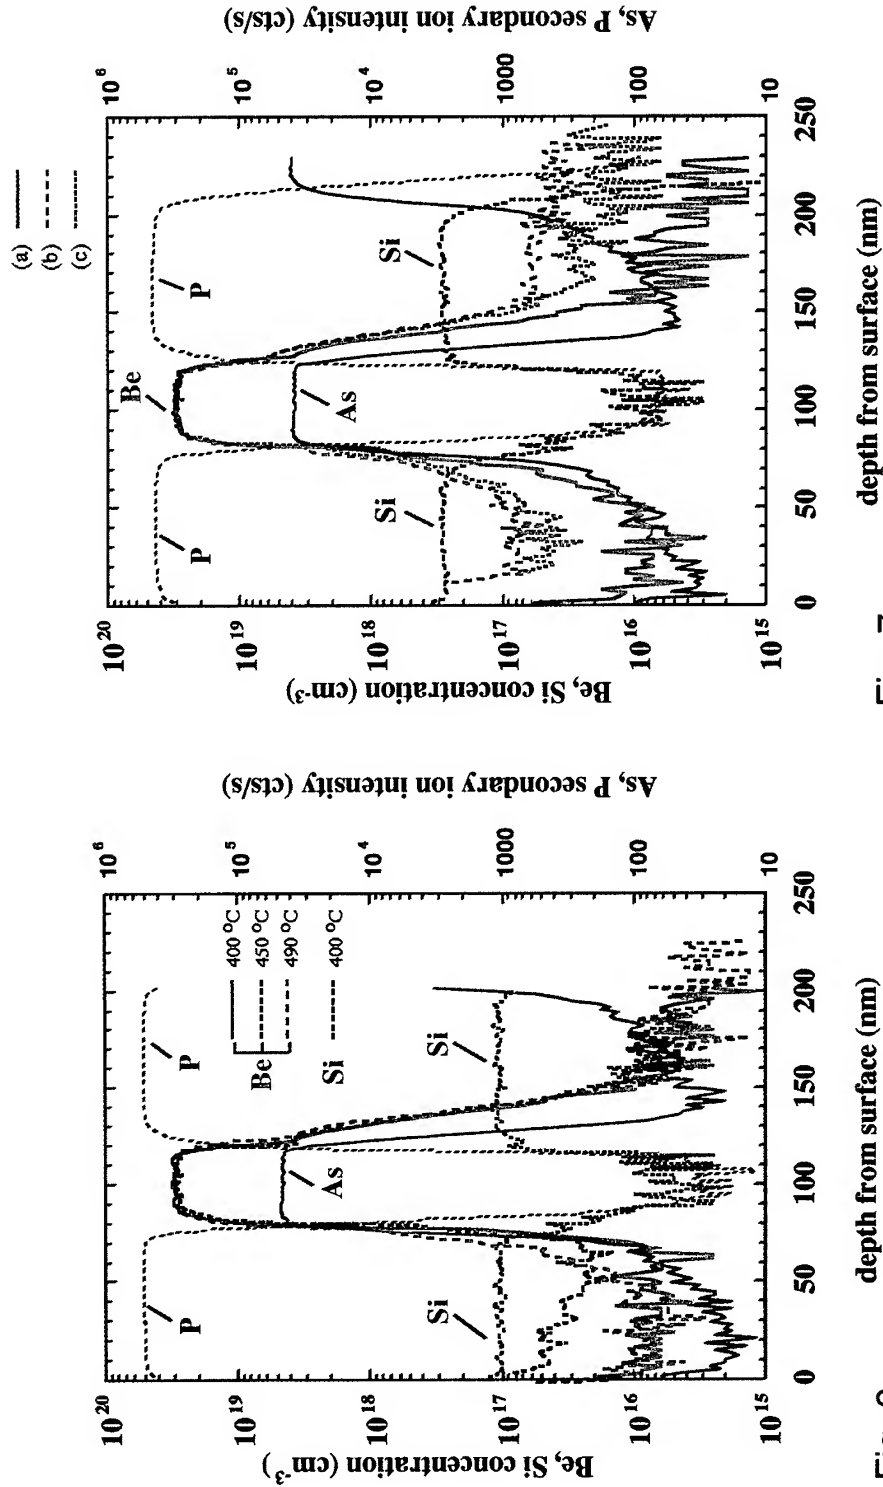 Be, Si concentration (cm⁻³)
As, P secondary ion intensity (cts/s)
10²⁰
10¹⁹
10¹⁸
10¹⁷
10¹⁶
10¹⁵
10⁶
10⁵
10⁴
1000
100
10
0
50
100
150
200
250
depth from surface (nm)
P
P
Be
400 °C
450 °C
490 °C
Si
400 °C
As
Si
Si
(a)
(b)
(c)
Be, Si concentration (cm⁻³)
As, P secondary ion intensity (cts/s)
10²⁰
10¹⁹
10¹⁸
10¹⁷
10¹⁶
10¹⁵
10⁶
10⁵
10⁴
1000
100
10
0
50
100
150
200
250
depth from surface (nm)
P
Be
P
As
Si
Si